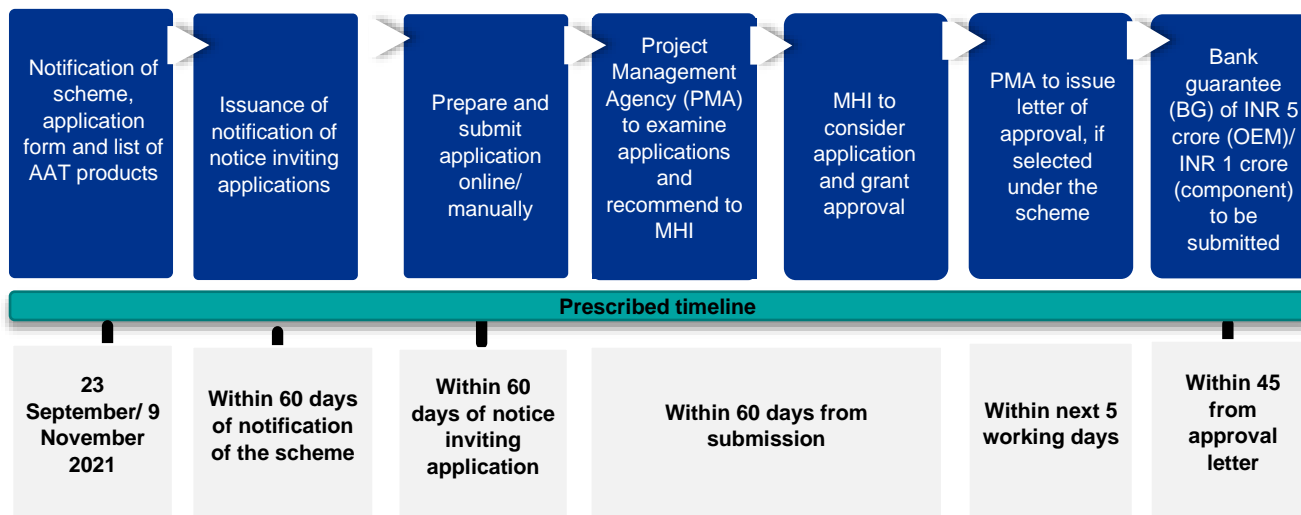 Notification of
scheme,
application
form and list of
AAT products
Issuance of
notification of
notice inviting
applications
Prepare and
submit
application
online/
manually
Project
Management
Agency (PMA)
to examine
applications
and
recommend to
MHI
MHI to
consider
application
and grant
approval
PMA to issue
letter of
approval, if
selected
under the
scheme
Bank
guarantee
(BG) of INR 5
crore (OEM)/
INR 1 crore
(component)
to be
submitted
Prescribed timeline
23
September/ 9
November
2021
Within 60 days
of notification
of the scheme
Within 60
days of notice
inviting
application
Within 60 days from
submission
Within next 5
working days
Within 45
from
approval
letter